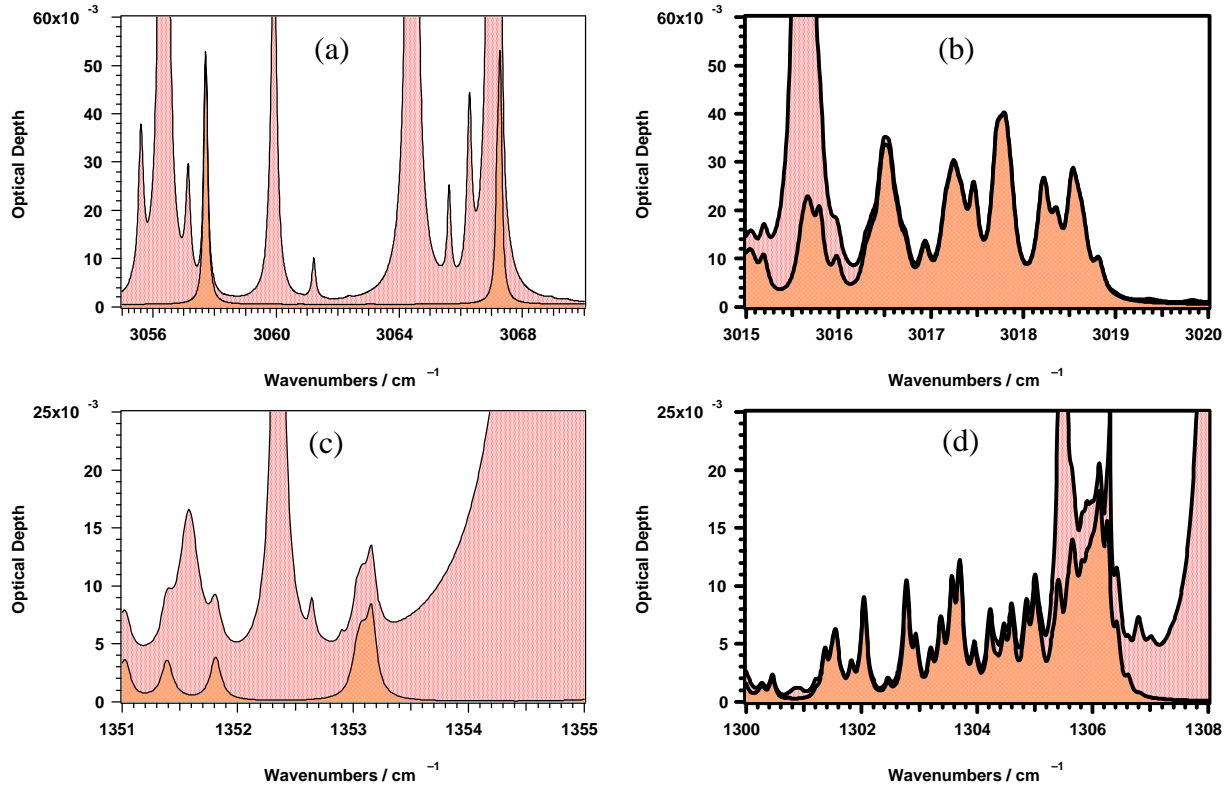 60x10 -3
50
40
30
20
10
0
Optical Depth
(a)
3056
3060
3064
3068
Wavenumbers / cm –1
60x10 -3
50
40
30
20
10
0
Optical Depth
(b)
3015
3016
3017
3018
3019
3020
Wavenumbers / cm –1
25x10 -3
20
15
10
5
0
Optical Depth
(c)
1351
1352
1353
1354
1355
Wavenumbers / cm –1
25x10 -3
20
15
10
5
0
Optical Depth
(d)
1300
1302
1304
1306
1308
Wavenumbers / cm –1